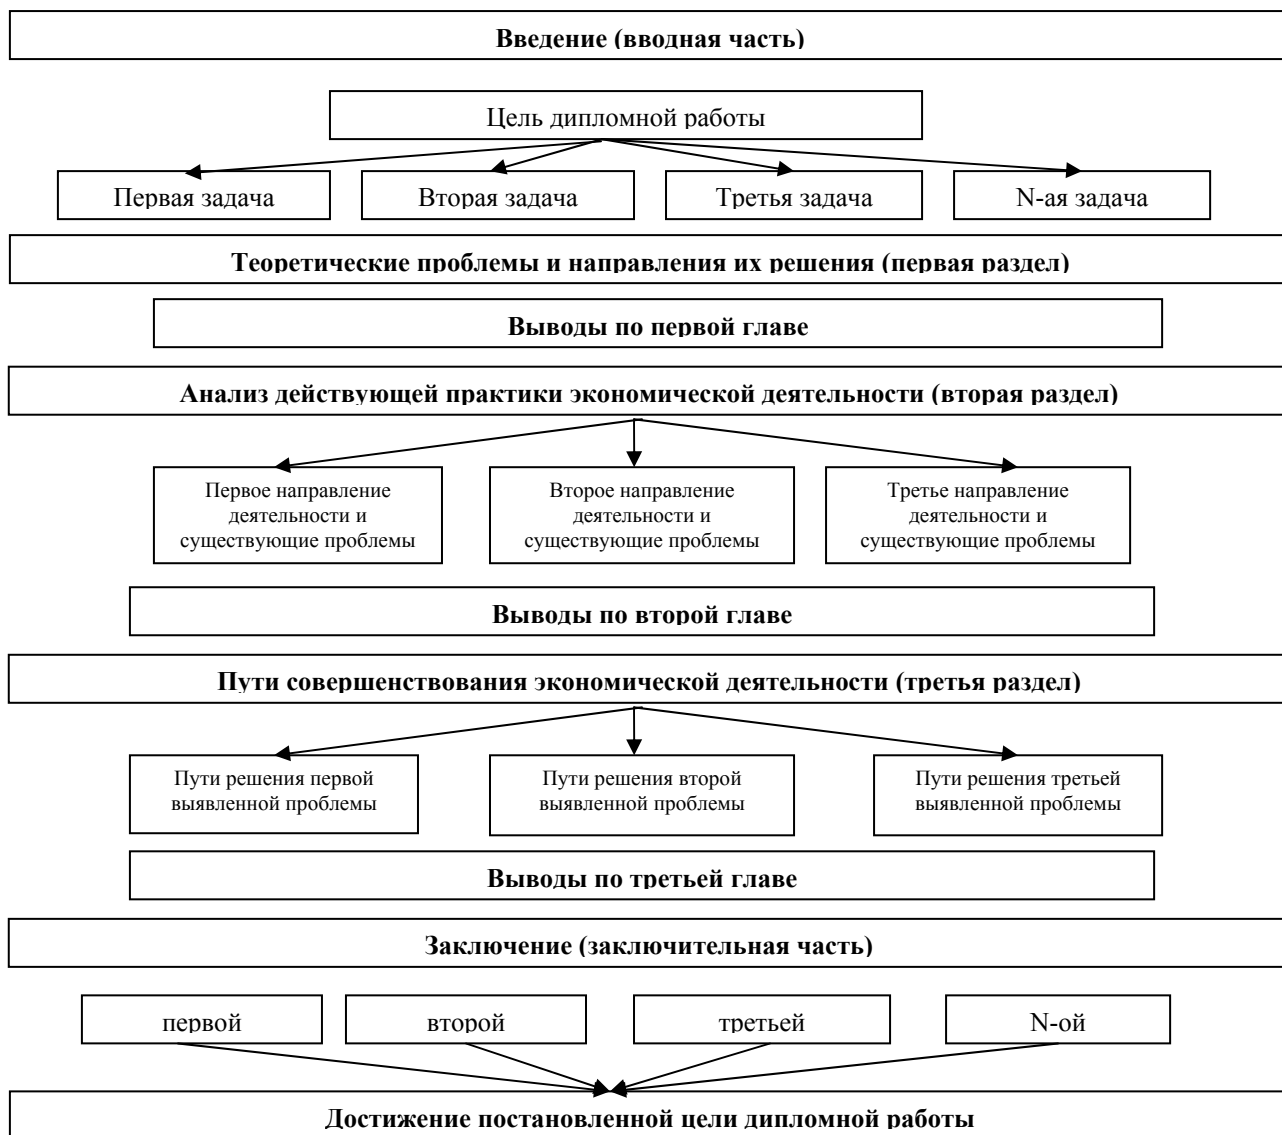 Введение (вводная часть)
Цель дипломной работы
Первая задача
Вторая задача
Третья задача
N-ая задача
Теоретические проблемы и направления их решения (первая раздел)
Выводы по первой главе
Анализ действующей практики экономической деятельности (вторая раздел)
Первое направление
деятельности и
существующие проблемы
Второе направление
деятельности и
существующие проблемы
Третье направление
деятельности и
существующие проблемы
Выводы по второй главе
Пути совершенствования экономической деятельности (третья раздел)
Пути решения первой
выявленной проблемы
Пути решения второй
выявленной проблемы
Пути решения третьей
выявленной проблемы
Выводы по третьей главе
Заключение (заключительная часть)
первой
второй
третьей
N-ой
Достижение постановленной цели дипломной работы